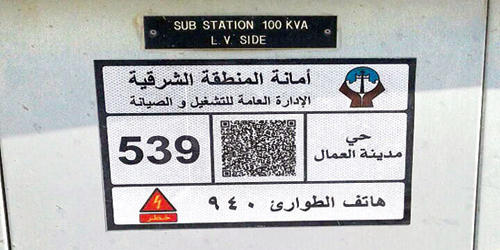 SUB STATION 100 KVA
L.V SIDE
أمانة المنطقة الشرقية
الإدارة العامة للتشغيل و الصيانة
حي
مدينة العمال
539
هاتف الطوارئ ٩٤٠
خطر